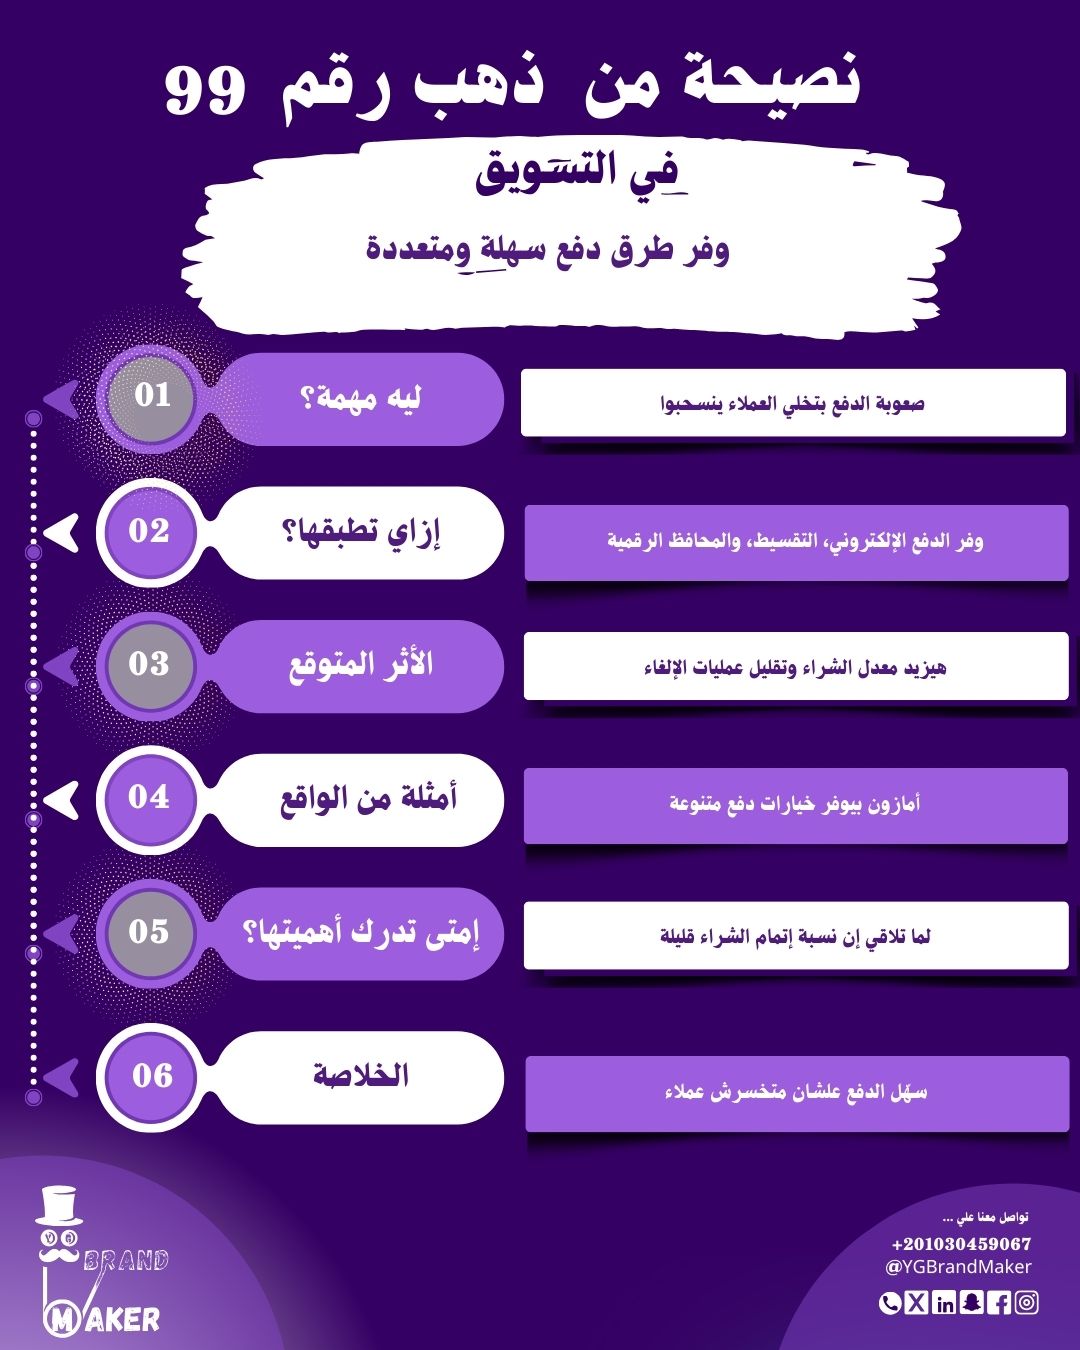 نصيحة من ذهب رقم 99
في التسويق
وفر طرق دفع سهلة ومتعددة
01
ليه مهمة؟
صعوبة الدفع بتخلي العملاء ينسحبوا
02
إزاي تطبقها؟
وفر الدفع الإلكتروني، التقسيط، والمحافظ الرقمية
03
الأثر المتوقع
هيزيد معدل الشراء وتقليل عمليات الإلغاء
04
أمثلة من الواقع
أمازون بيوفر خيارات دفع متنوعة
05
إمتى تدرك أهميتها؟
لما تلاقي إن نسبة إتمام الشراء قليلة
06
الخلاصة
سهّل الدفع علشان متخسرش عملاء
YG
BRAND
MAKER
تواصل معنا علي ...
+201030459067
@YGBrandMaker